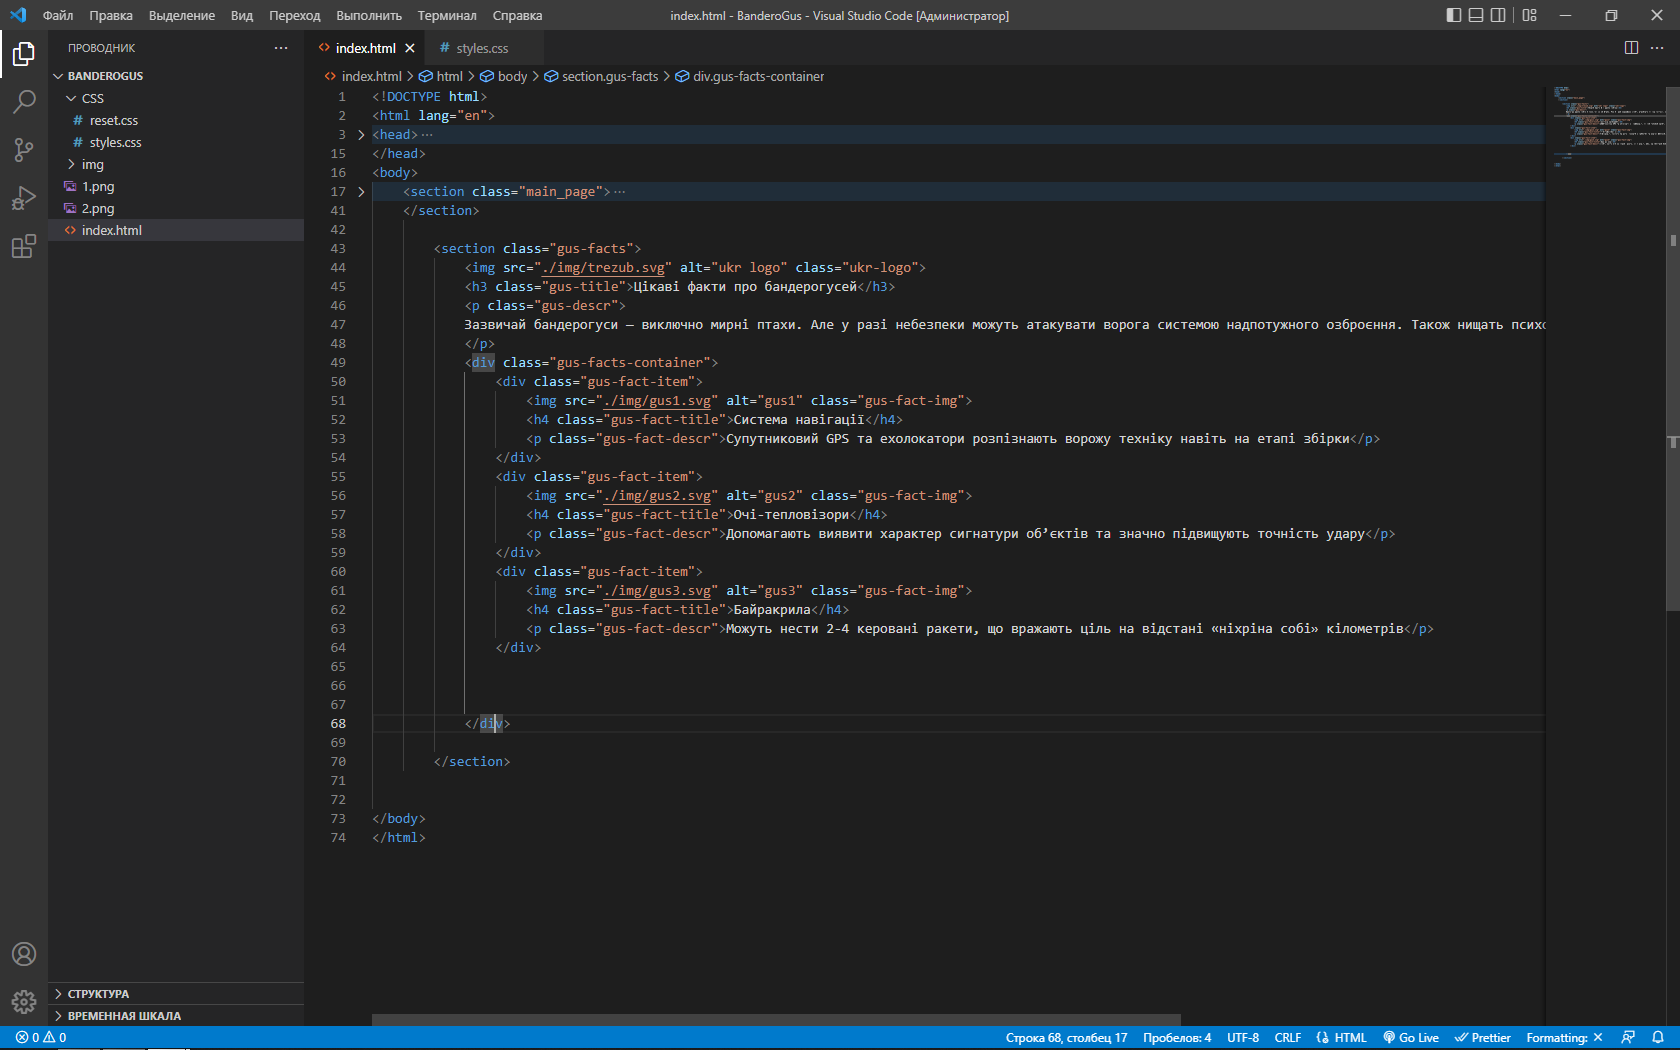 Файл Правка Выделение Вид Переход Выполнить Терминал Справка
index.html - BanderoGus - Visual Studio Code [Администратор]
ПРОВОДНИК
BANDEROGUS
CSS
# reset.css
# styles.css
img
1.png
2.png
index.html
СТРУКТУРА
ВРЕМЕННАЯ ШКАЛА
index.html
# styles.css
index.html > html > body > section.gus-facts > div.gus-facts-container
1 <!DOCTYPE html>
2 <html lang="en">
3 <head>…
15 </head>
16 <body>
17 <section class="main_page">…
41 </section>
42
43 <section class="gus-facts">
44 <img src="./img/trezub.svg" alt="ukr logo" class="ukr-logo">
45 <h3 class="gus-title">Цікаві факти про бандерогусей</h3>
46 <p class="gus-descr">
47 Зазвичай бандерогуси — виключно мирні птахи. Але у разі небезпеки можуть атакувати ворога системою надпотужного озброєння. Також нищать психо
48 </p>
49 <div class="gus-facts-container">
50 <div class="gus-fact-item">
51 <img src="./img/gus1.svg" alt="gus1" class="gus-fact-img">
52 <h4 class="gus-fact-title">Система навігації</h4>
53 <p class="gus-fact-descr">Супутниковий GPS та ехолокатори розпізнають ворожу техніку навіть на етапі збірки</p>
54 </div>
55 <div class="gus-fact-item">
56 <img src="./img/gus2.svg" alt="gus2" class="gus-fact-img">
57 <h4 class="gus-fact-title">Очі-тепловізори</h4>
58 <p class="gus-fact-descr">Допомагають виявити характер сигнатури об’єктів та значно підвищують точність удару</p>
59 </div>
60 <div class="gus-fact-item">
61 <img src="./img/gus3.svg" alt="gus3" class="gus-fact-img">
62 <h4 class="gus-fact-title">Байракрила</h4>
63 <p class="gus-fact-descr">Можуть нести 2-4 керовані ракети, що вражають ціль на відстані «ніхріна собі» кілометрів</p>
64 </div>
65
66
67
68 </div>
69
70 </section>
71
72
73 </body>
74 </html>
0 0 Строка 68, столбец 17 Пробелов: 4 UTF-8 CRLF HTML Go Live Prettier Formatting: ×